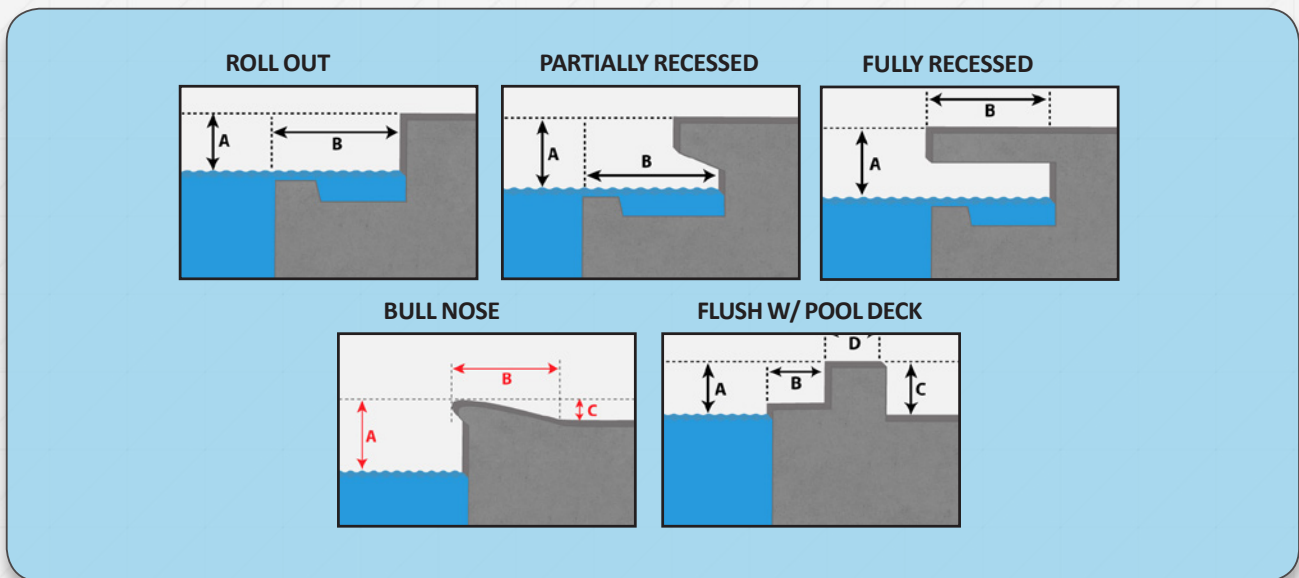 ROLL OUT
A
B
PARTIALLY RECESSED
A
B
FULLY RECESSED
B
A
BULL NOSE
B
C
A
FLUSH W/ POOL DECK
D
A
B
C